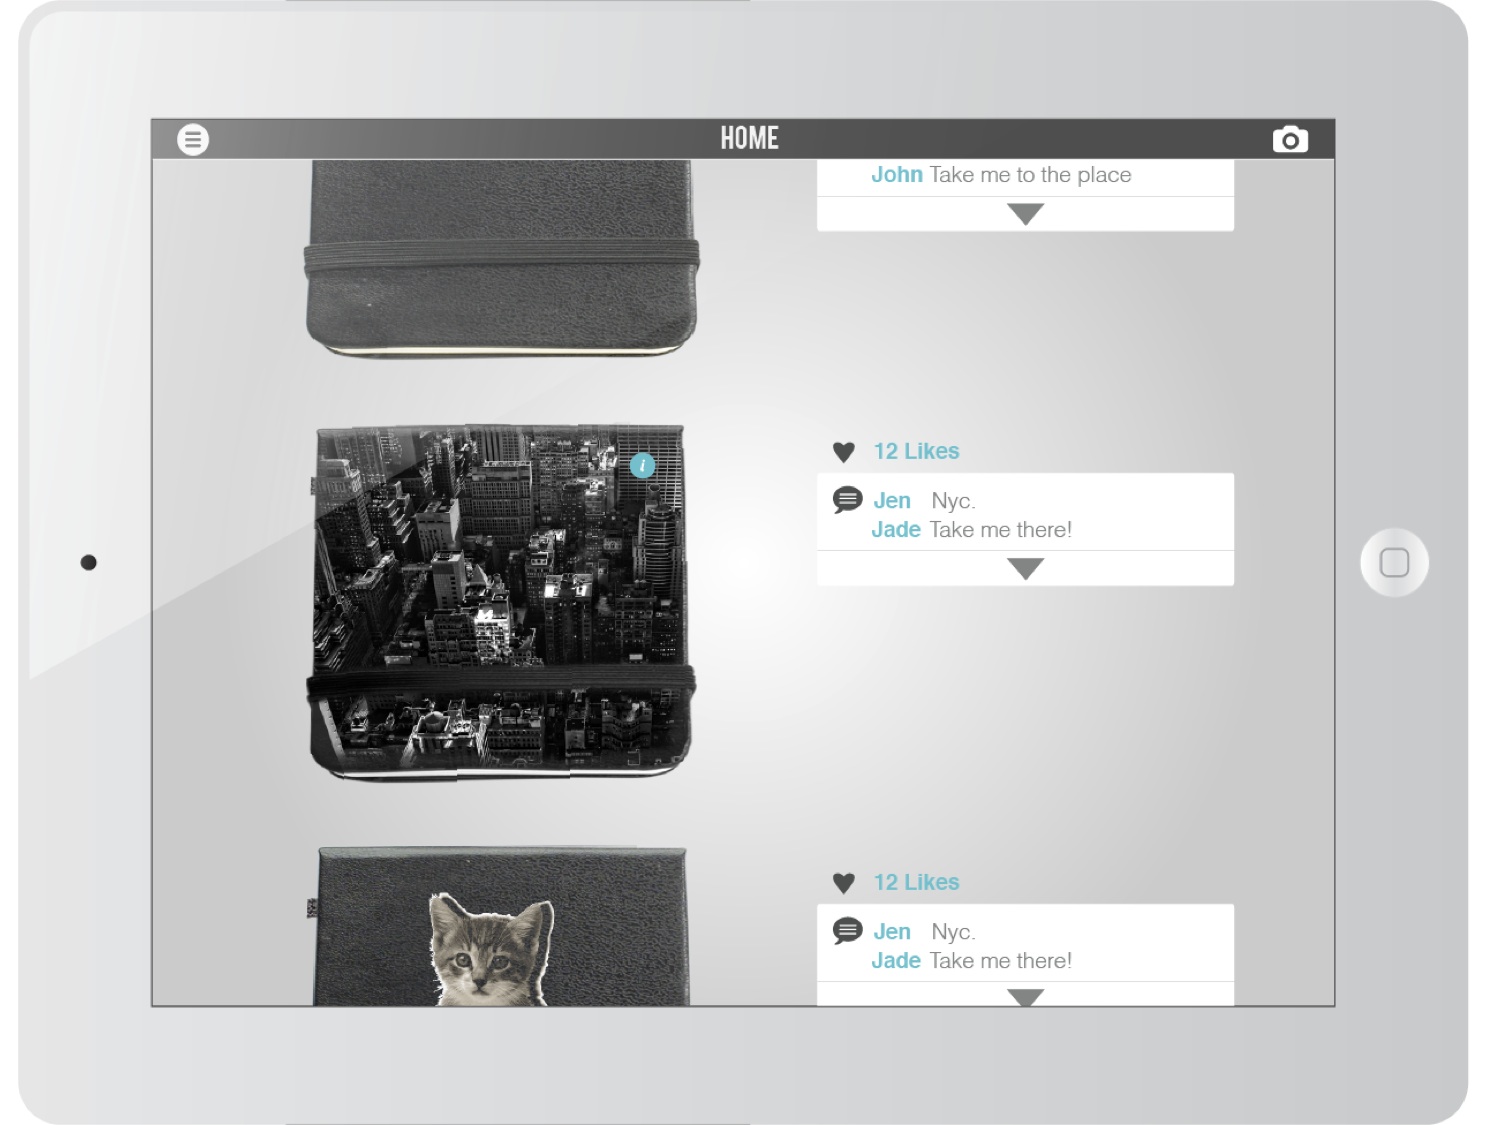 HOME
John Take me to the place
i
12 Likes
Jen Nyc.
Jade Take me there!
12 Likes
Jen Nyc.
Jade Take me there!